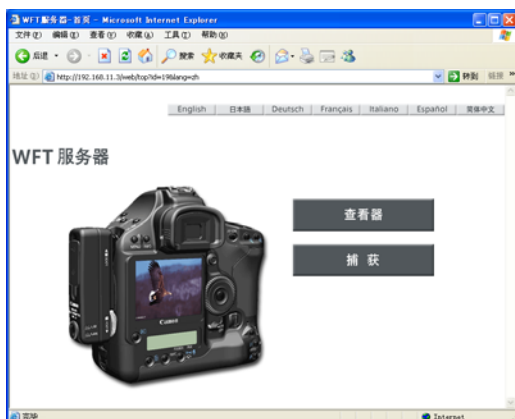 WFT服务器-首页 - Microsoft Internet Explorer
文件(F) 编辑(E) 查看(V) 收藏(A) 工具(T) 帮助(H)
后退 搜索 收藏夹
地址(D) http://192.168.11.3/web/top?id=19&lang=zh 转到 链接 »
English 日本語 Deutsch Français Italiano Español 简体中文
WFT 服务器
查看器
捕 获
Canon
完毕 Internet